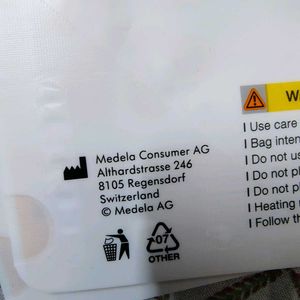 Medela Consumer AG
Althardstrasse 246
8105 Regensdorf
Switzerland
© Medela AG
07
OTHER
W
I Use care
I Bag inten
I Do not us
I Do not pl
I Do not p
I Heating
I Follow th